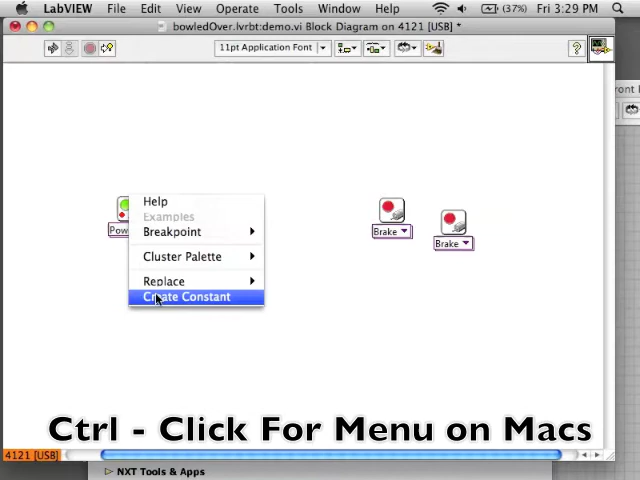 LabVIEW File Edit View Operate Tools Window Help (37%) Fri 3:29 PM
bowledOver.lvrbt:demo.vi Block Diagram on 4121 [USB] *
11pt Application Font
?
Help
Examples
Breakpoint
Cluster Palette
Replace
Create Constant
Brake
Brake
Ctrl - Click For Menu on Macs
4121 [USB]
NXT Tools & Apps